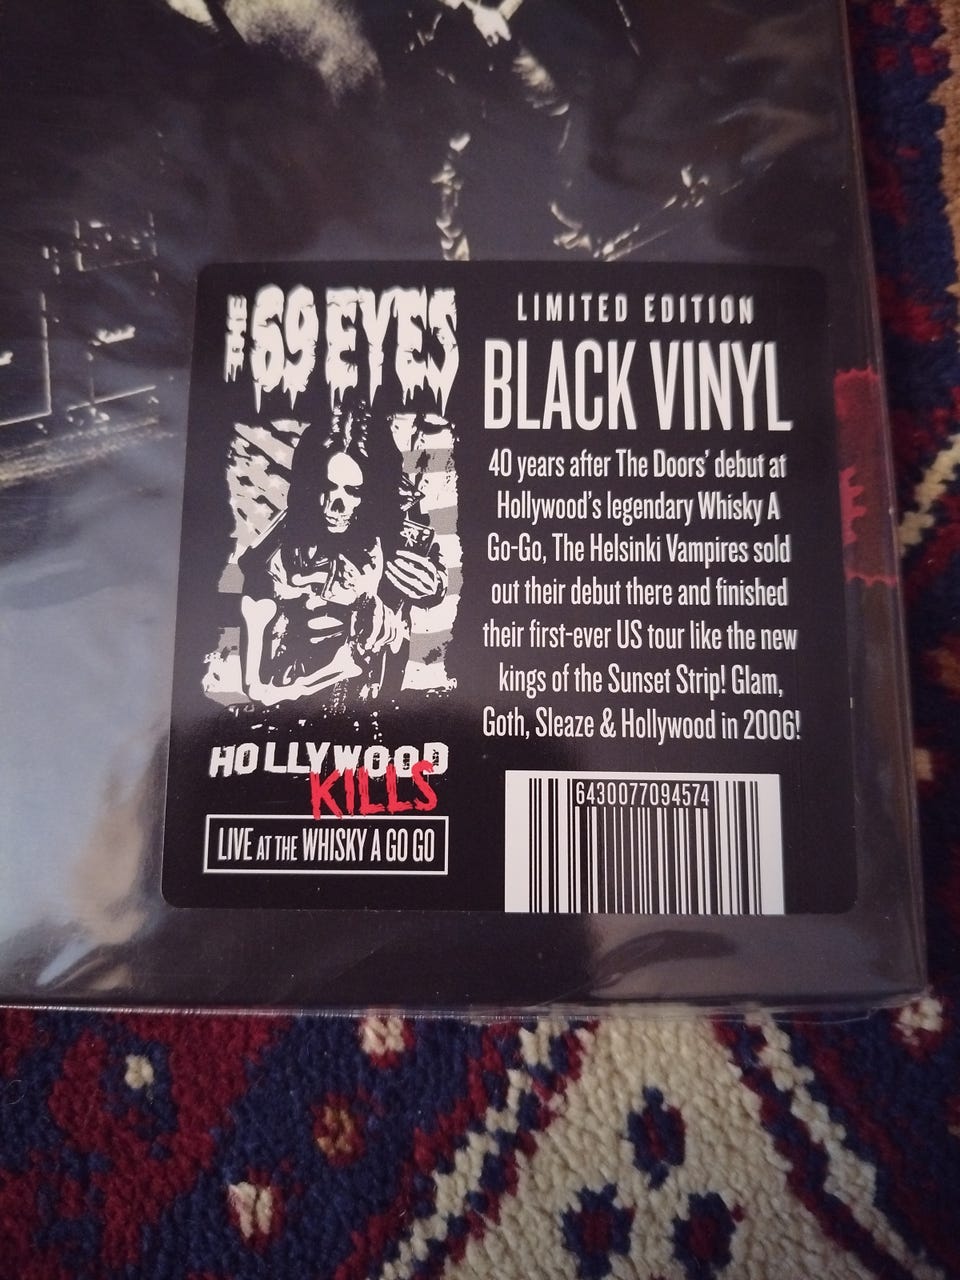 THE 69 EYES
HOLLYWOOD
KILLS
LIVE AT THE WHISKY A GO GO
LIMITED EDITION
BLACK VINYL
40 years after The Doors' debut at
Hollywood's legendary Whisky A
Go-Go, The Helsinki Vampires sold
out their debut there and finished
their first-ever US tour like the new
kings of the Sunset Strip! Glam,
Goth, Sleaze & Hollywood in 2006!
6430077094574